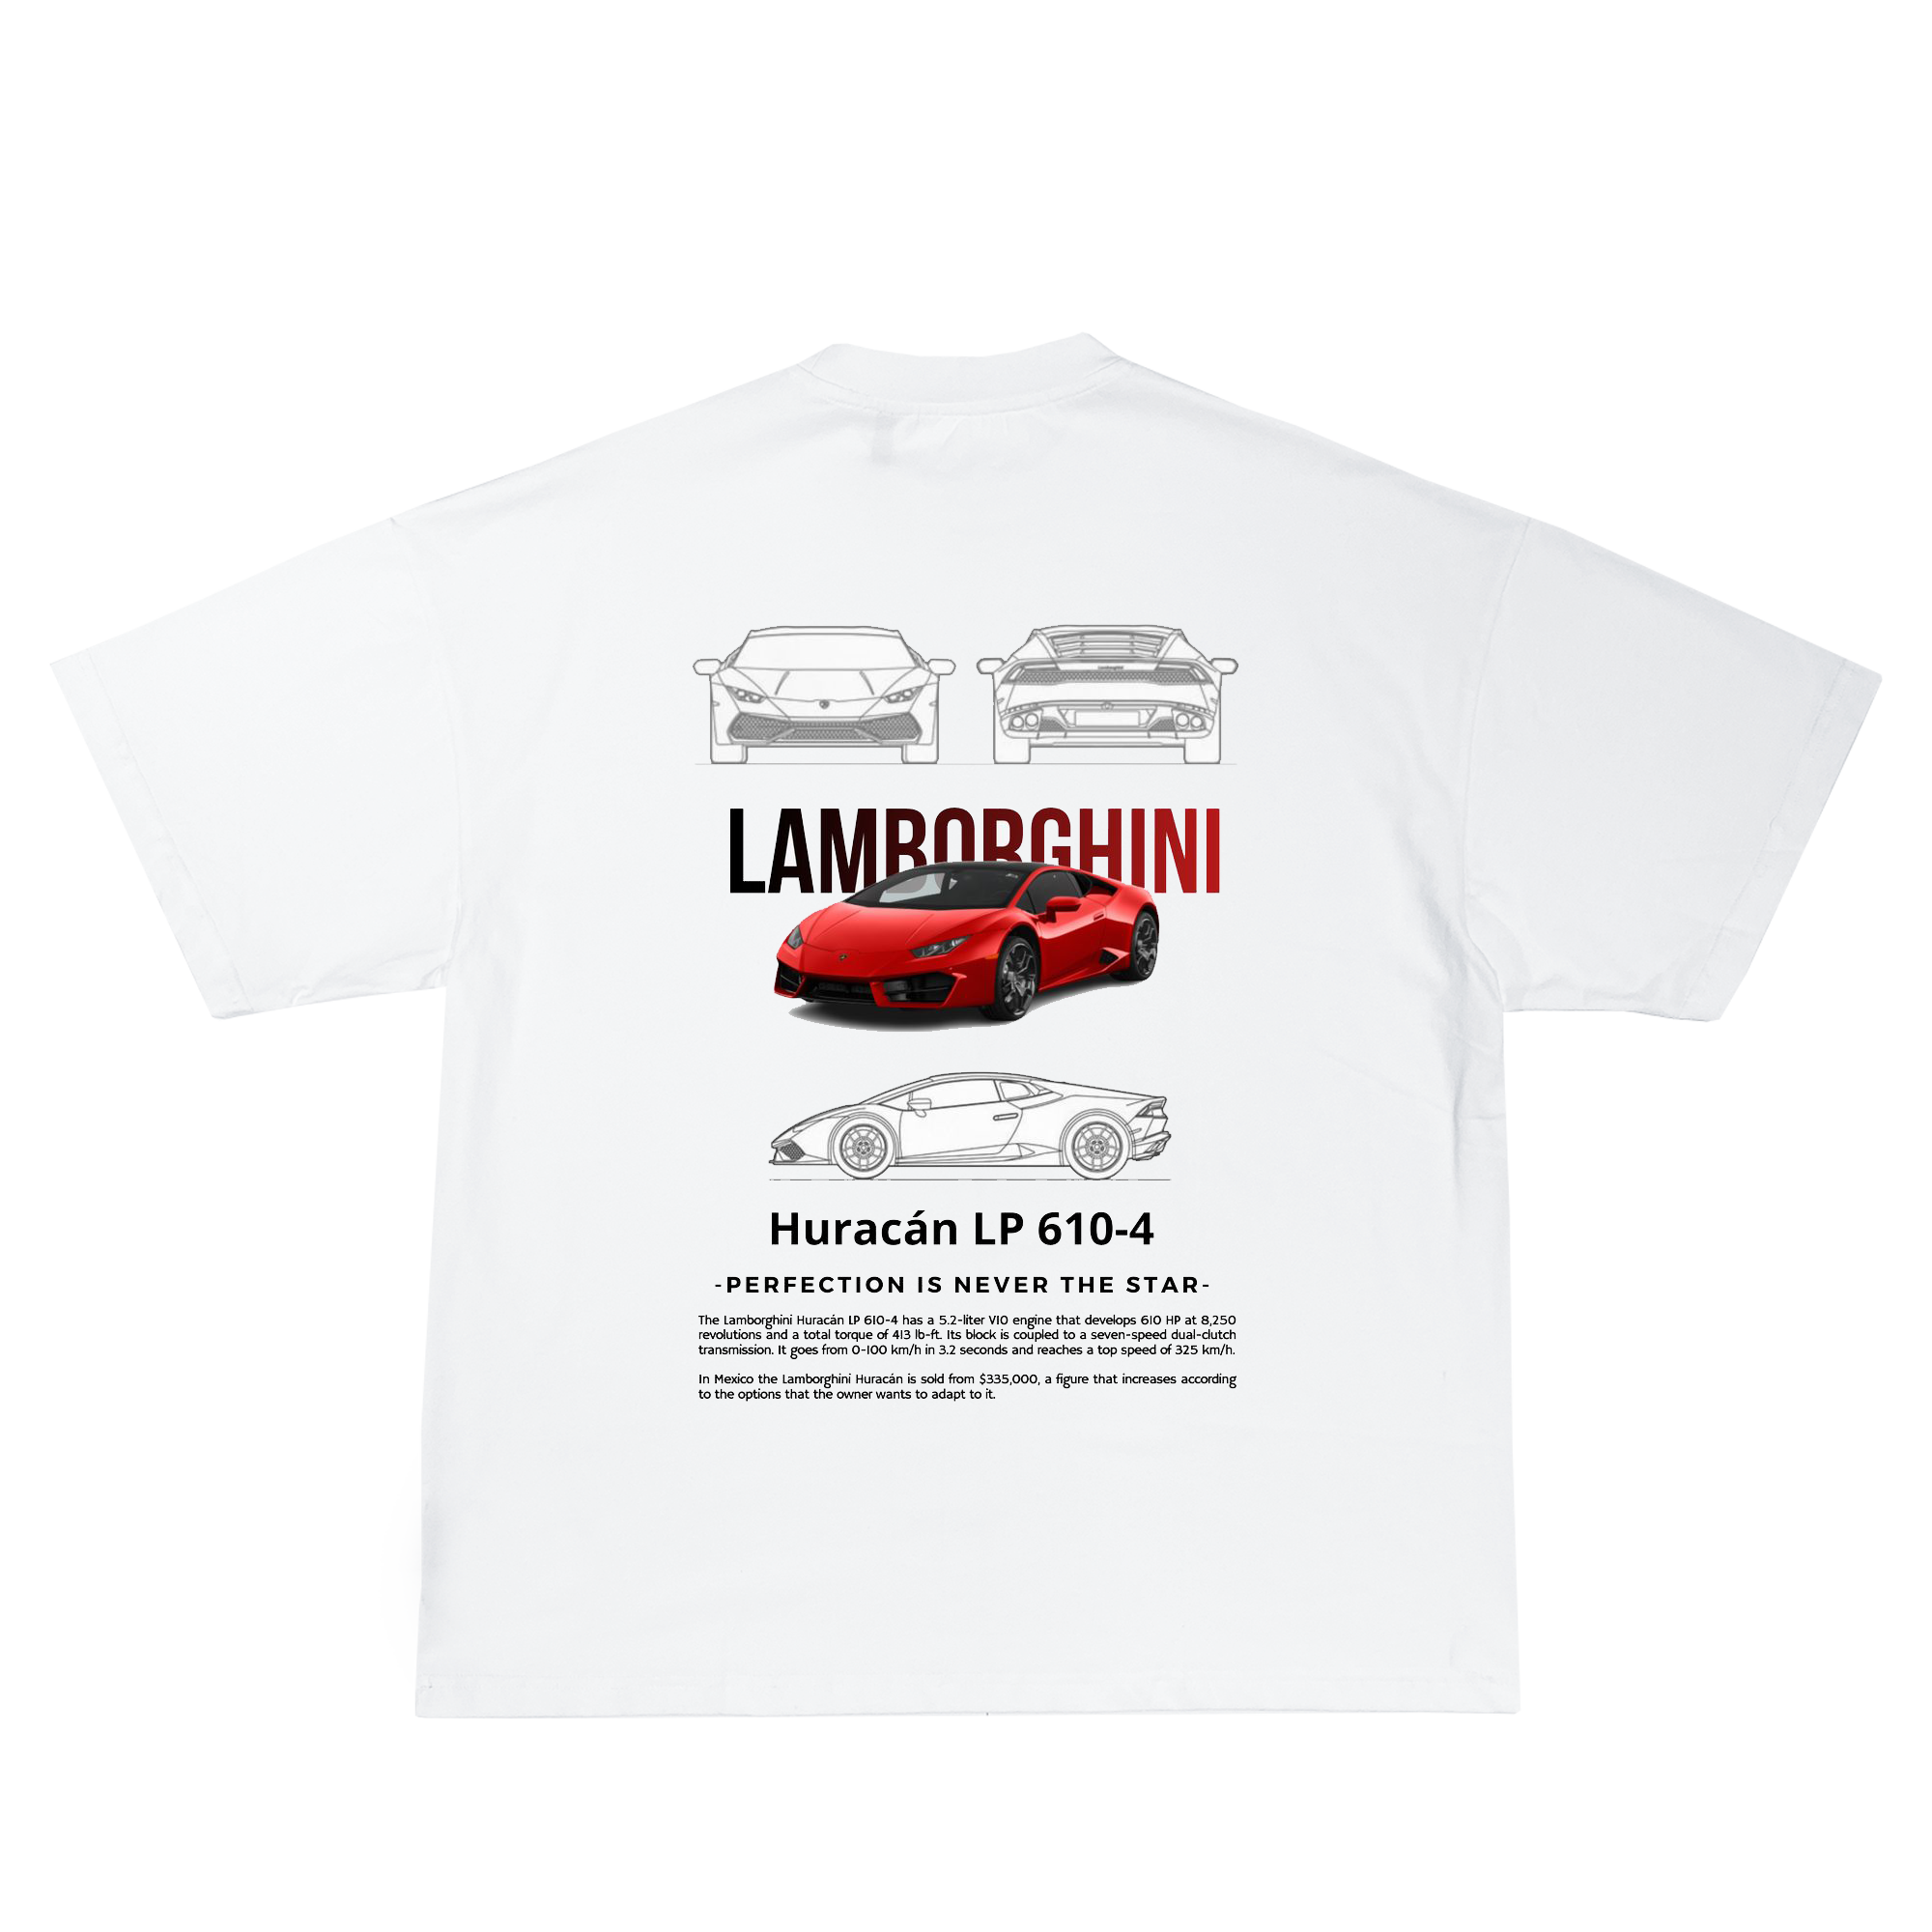 LAMBORGHINI
Huracán LP 610-4
-PERFECTION IS NEVER THE STAR-
The Lamborghini Huracán LP 610-4 has a 5.2-liter V10 engine that develops 610 HP at 8,250
revolutions and a total torque of 413 lb-ft. Its block is coupled to a seven-speed dual-clutch
transmission. It goes from 0-100 km/h in 3.2 seconds and reaches a top speed of 325 km/h.
In Mexico the Lamborghini Huracán is sold from $335,000, a figure that increases according
to the options that the owner wants to adapt to it.